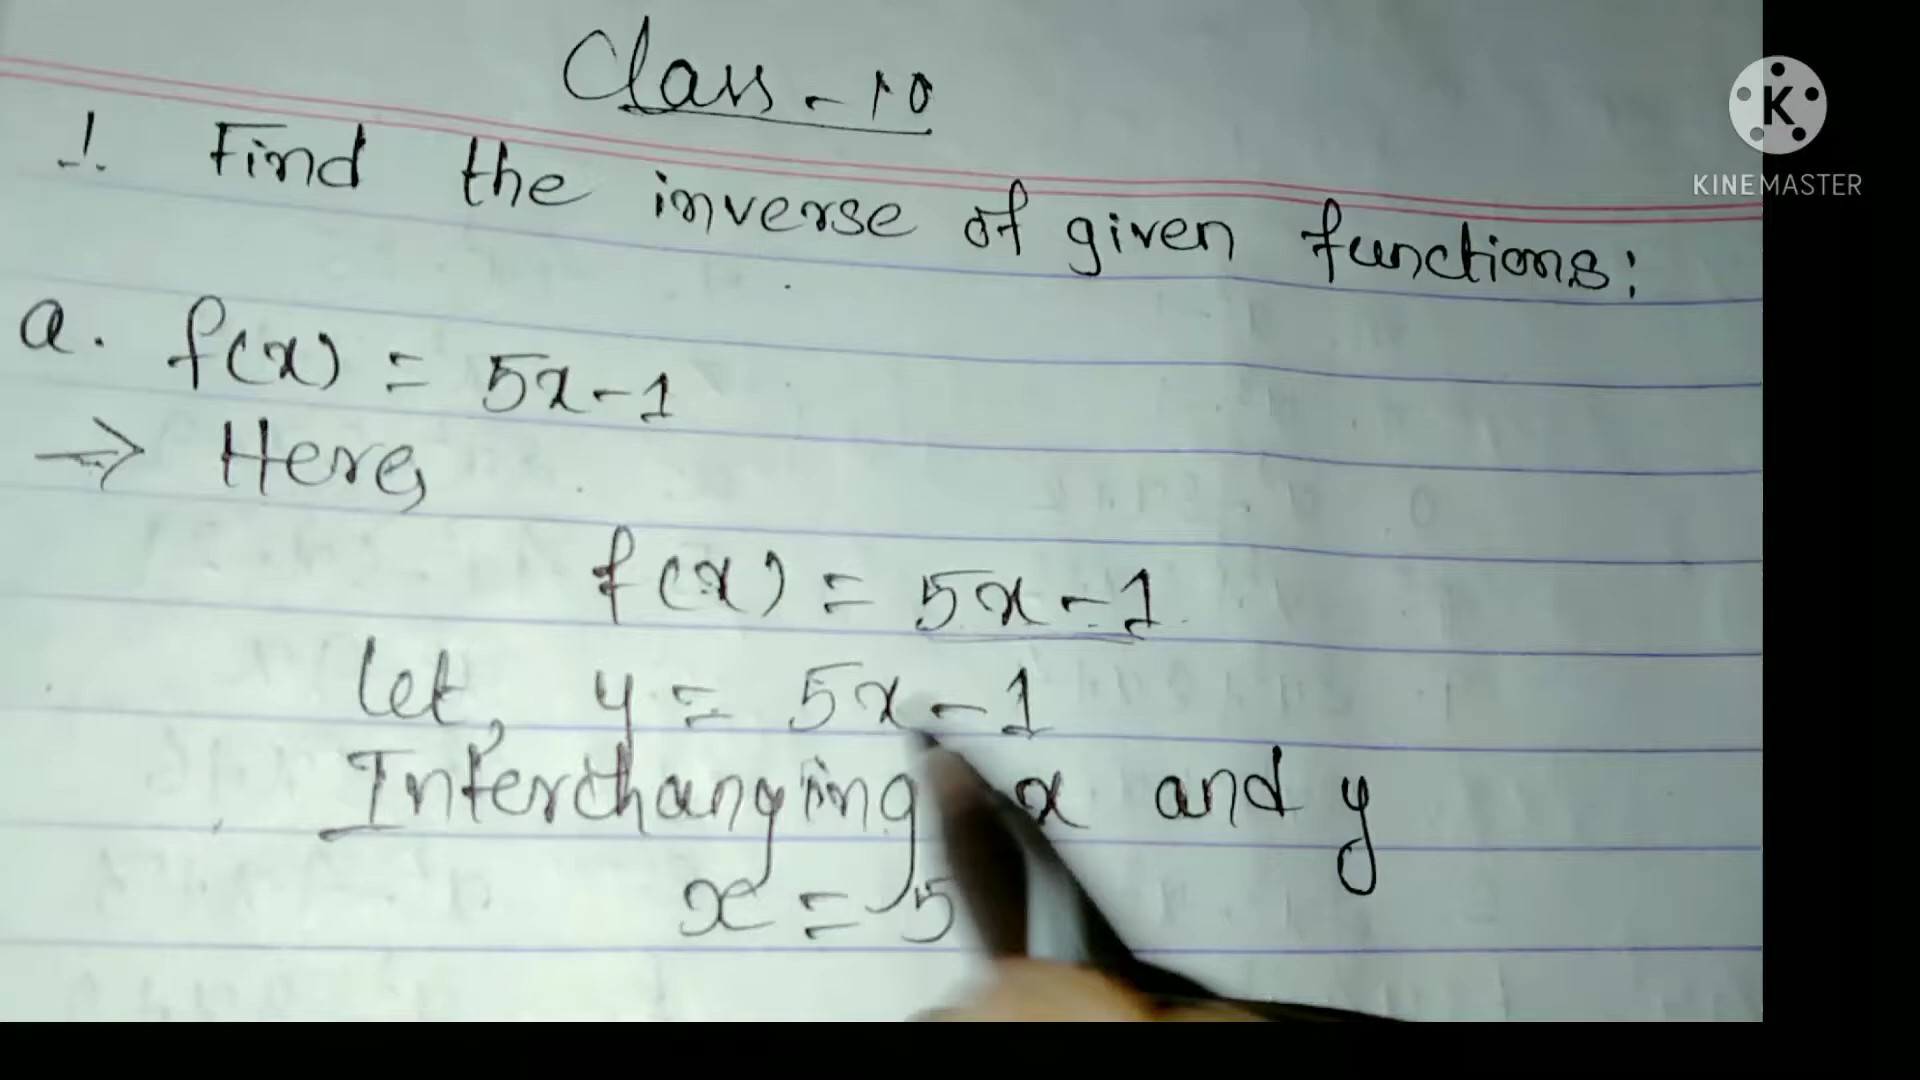 Class - 10
1. Find the inverse of given functions:
a. f(x) = 5x-1
⇒ Here,
f(x) = 5x-1
let, y = 5x-1
Interchanging x and y
x = 5
K
KINEMASTER